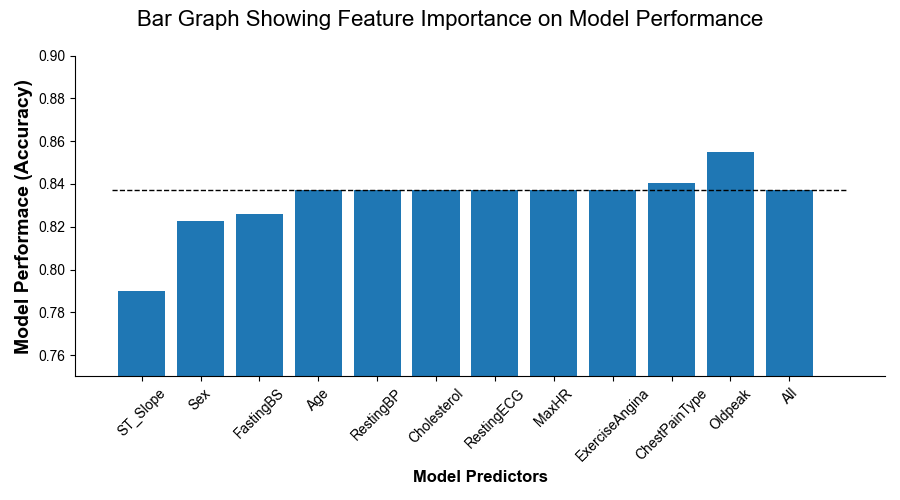 Bar Graph Showing Feature Importance on Model Performance
Model Performace (Accuracy)
0.90
0.88
0.86
0.84
0.82
0.80
0.78
0.76
ST_Slope
Sex
FastingBS
Age
RestingBP
Cholesterol
RestingECG
MaxHR
ExerciseAngina
ChestPainType
Oldpeak
All
Model Predictors